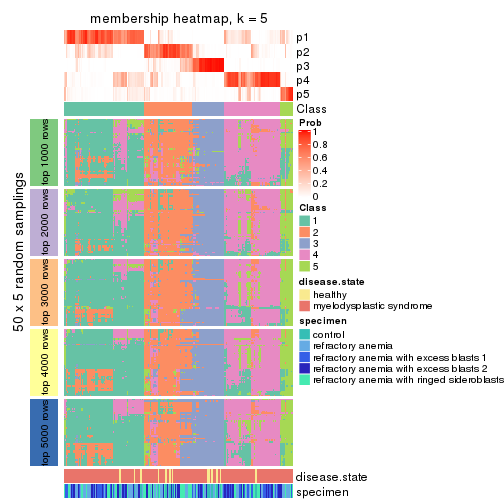 membership heatmap, k = 5
p1
p2
p3
p4
p5
Class
50 x 5 random samplings
top 1000 rows
top 2000 rows
top 3000 rows
top 4000 rows
top 5000 rows
disease.state
specimen
Prob
1
0.8
0.6
0.4
0.2
0
Class
1
2
3
4
5
disease.state
healthy
myelodysplastic syndrome
specimen
control
refractory anemia
refractory anemia with excess blasts 1
refractory anemia with excess blasts 2
refractory anemia with ringed sideroblasts